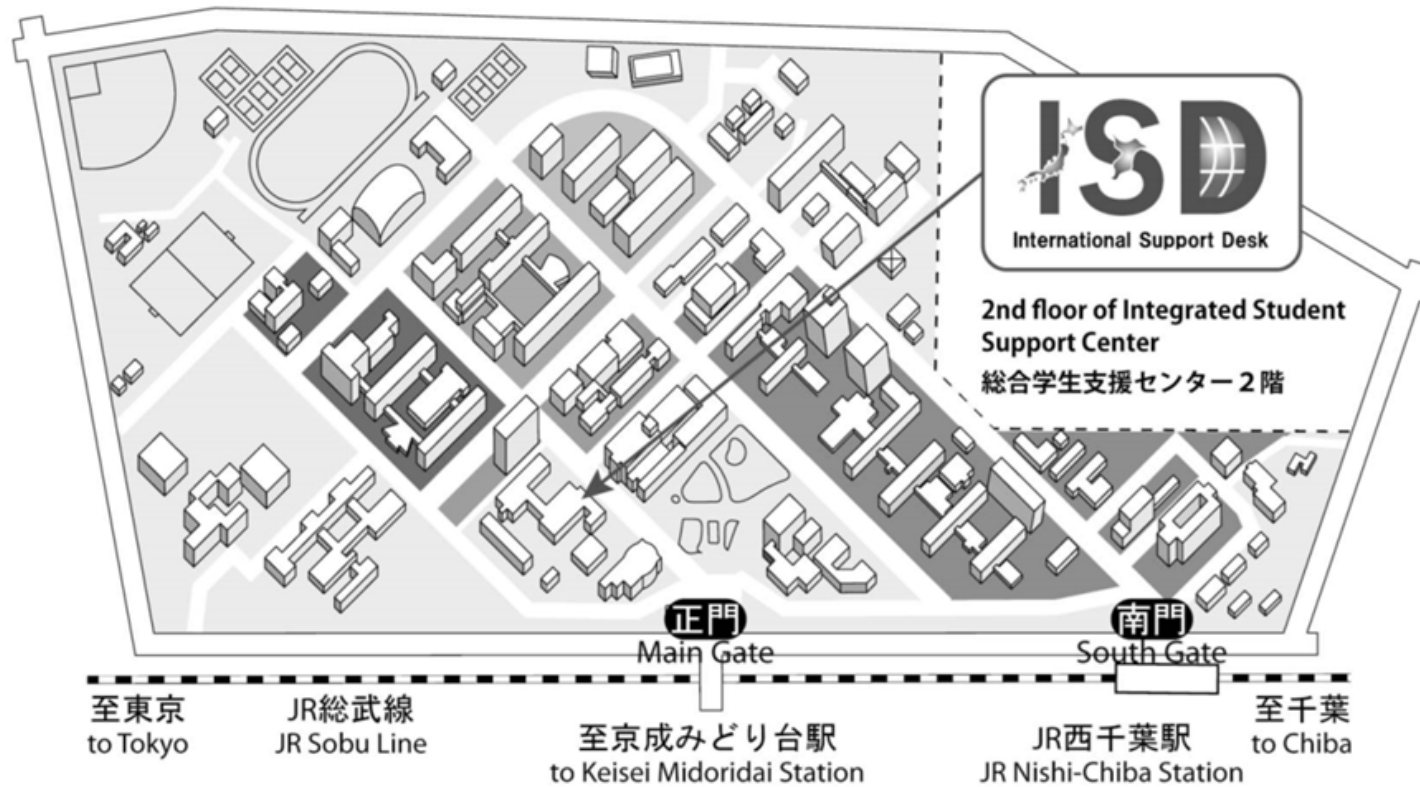 ISD
International Support Desk
2nd floor of Integrated Student
Support Center
総合学生支援センター2階
正門
Main Gate
南門
South Gate
至東京
to Tokyo
JR総武線
JR Sobu Line
至京成みどり台駅
to Keisei Midoridai Station
JR西千葉駅
JR Nishi-Chiba Station
至千葉
to Chiba